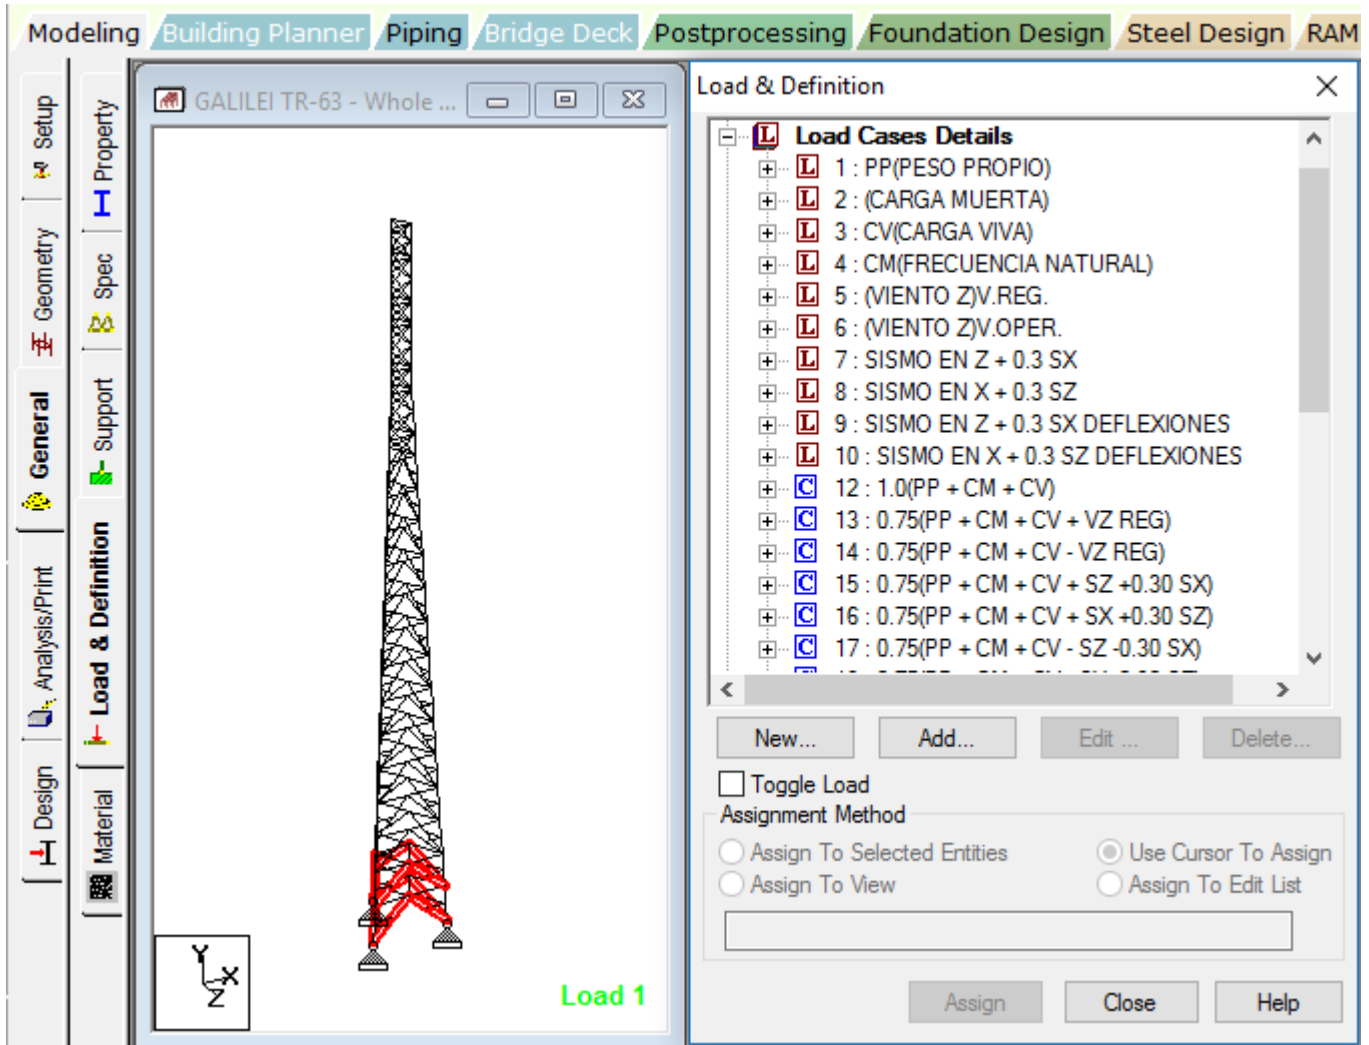 Modeling Building Planner Piping Bridge Deck Postprocessing Foundation Design Steel Design RAM
Setup
Geometry
General
Analysis/Print
Design
Property
Spec
Support
Load & Definition
Material
GALILEI TR-63 - Whole ...
Y
X
Z
Load 1
Load & Definition
Load Cases Details
L 1 : PP(PESO PROPIO)
L 2 : (CARGA MUERTA)
L 3 : CV(CARGA VIVA)
L 4 : CM(FRECUENCIA NATURAL)
L 5 : (VIENTO Z)V.REG.
L 6 : (VIENTO Z)V.OPER.
L 7 : SISMO EN Z + 0.3 SX
L 8 : SISMO EN X + 0.3 SZ
L 9 : SISMO EN Z + 0.3 SX DEFLEXIONES
L 10 : SISMO EN X + 0.3 SZ DEFLEXIONES
C 12 : 1.0(PP + CM + CV)
C 13 : 0.75(PP + CM + CV + VZ REG)
C 14 : 0.75(PP + CM + CV - VZ REG)
C 15 : 0.75(PP + CM + CV + SZ +0.30 SX)
C 16 : 0.75(PP + CM + CV + SX +0.30 SZ)
C 17 : 0.75(PP + CM + CV - SZ -0.30 SX)
New... Add... Edit ... Delete...
Toggle Load
Assignment Method
Assign To Selected Entities Use Cursor To Assign
Assign To View Assign To Edit List
Assign Close Help